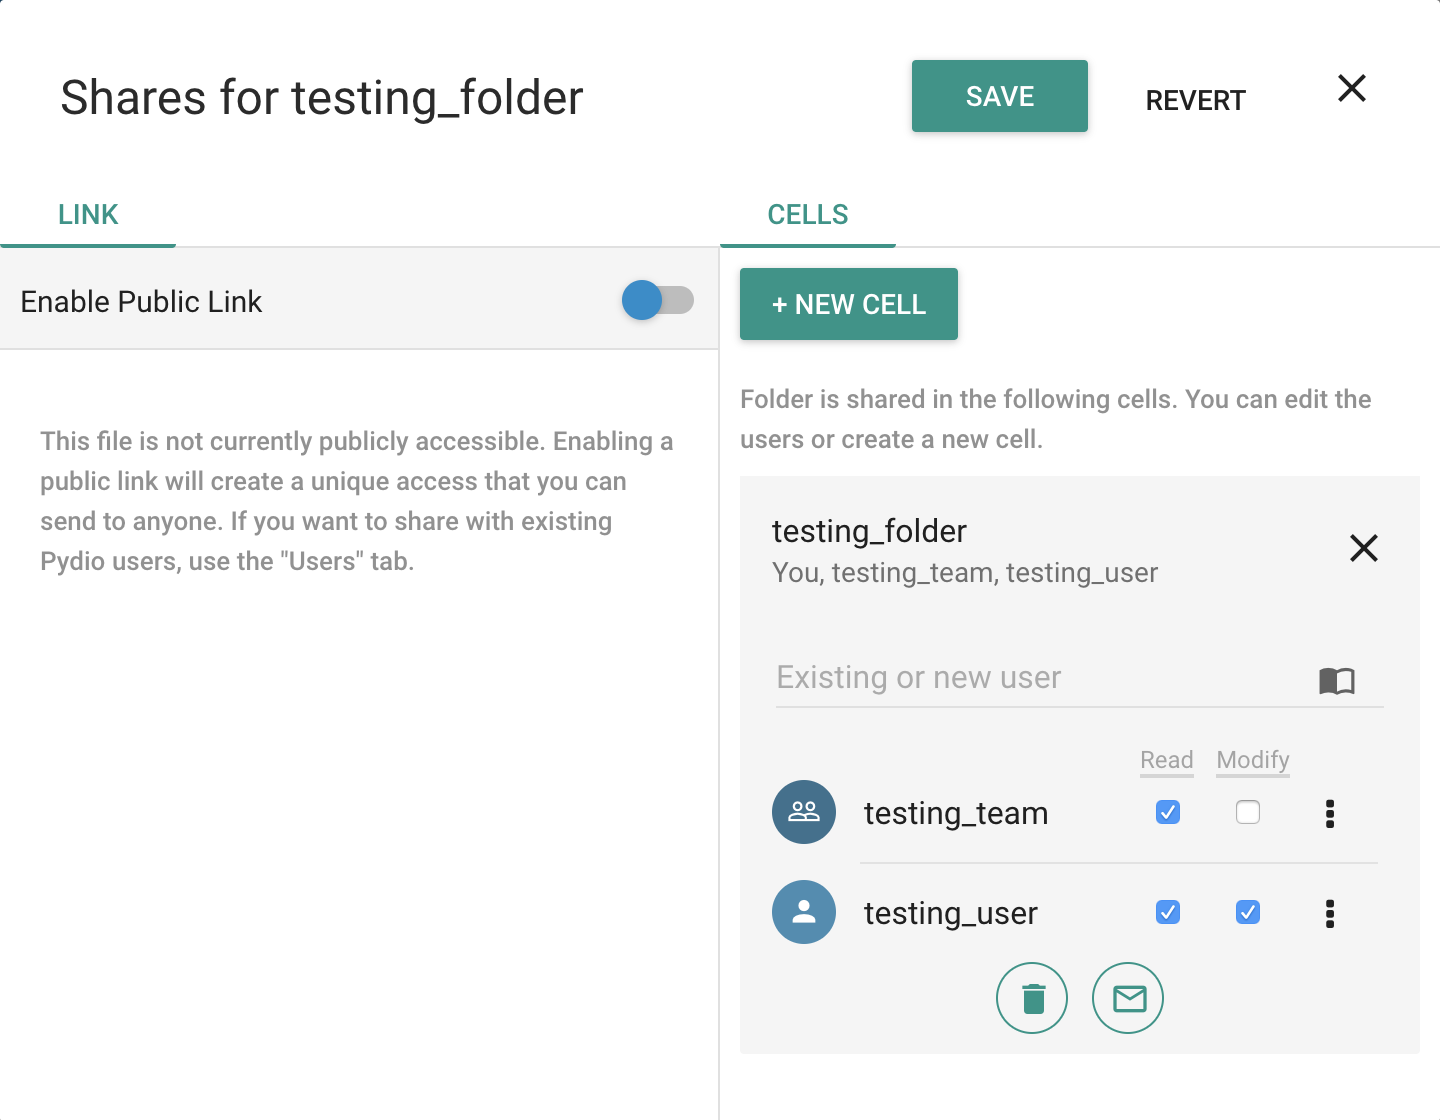 Shares for testing_folder
SAVE
REVERT
LINK
CELLS
Enable Public Link
This file is not currently publicly accessible. Enabling a
public link will create a unique access that you can
send to anyone. If you want to share with existing
Pydio users, use the "Users" tab.
+ NEW CELL
Folder is shared in the following cells. You can edit the
users or create a new cell.
testing_folder
You, testing_team, testing_user
Existing or new user
Read Modify
testing_team
testing_user